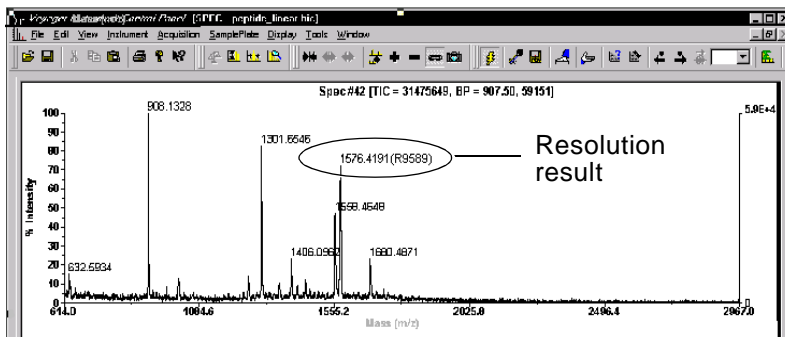 Voyager Control Panel [SPEC - peptide_linear.bic]
File Edit View Instrument Acquisition SamplePlate Display Tools Window
Spec #42 [TIC = 31475649, BP = 907.50, 59151]
100
90
80
70
60
50
40
30
20
10
0
% Intensity
5.9E+4
0
908.1328
1301.6546
1576.4191(R9589)
Resolution
result
632.5934
1406.0962
1558.4548
1680.4871
614.0
1084.6
1555.2
2025.8
2496.4
2967.0
Mass (m/z)